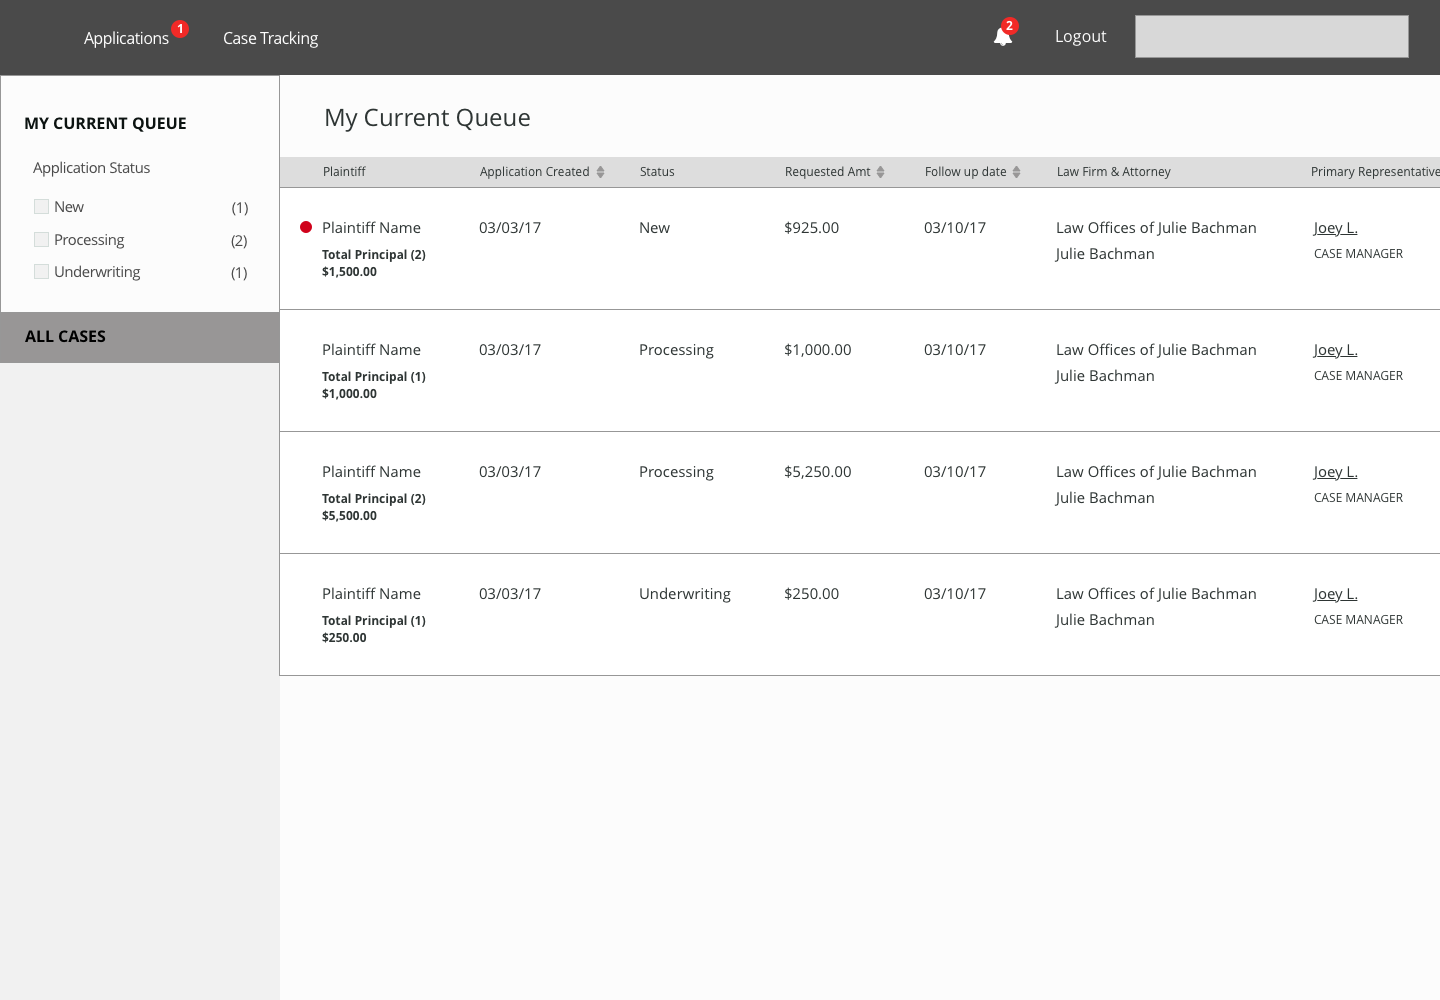 Applications 1 Case Tracking 2 Logout
MY CURRENT QUEUE
Application Status
New (1)
Processing (2)
Underwriting (1)
ALL CASES
My Current Queue
Plaintiff Application Created Status Requested Amt Follow up date Law Firm & Attorney Primary Representative
Plaintiff Name 03/03/17 New $925.00 03/10/17 Law Offices of Julie Bachman Joey L.
Total Principal (2) Julie Bachman CASE MANAGER
$1,500.00
Plaintiff Name 03/03/17 Processing $1,000.00 03/10/17 Law Offices of Julie Bachman Joey L.
Total Principal (1) Julie Bachman CASE MANAGER
$1,000.00
Plaintiff Name 03/03/17 Processing $5,250.00 03/10/17 Law Offices of Julie Bachman Joey L.
Total Principal (2) Julie Bachman CASE MANAGER
$5,500.00
Plaintiff Name 03/03/17 Underwriting $250.00 03/10/17 Law Offices of Julie Bachman Joey L.
Total Principal (1) Julie Bachman CASE MANAGER
$250.00